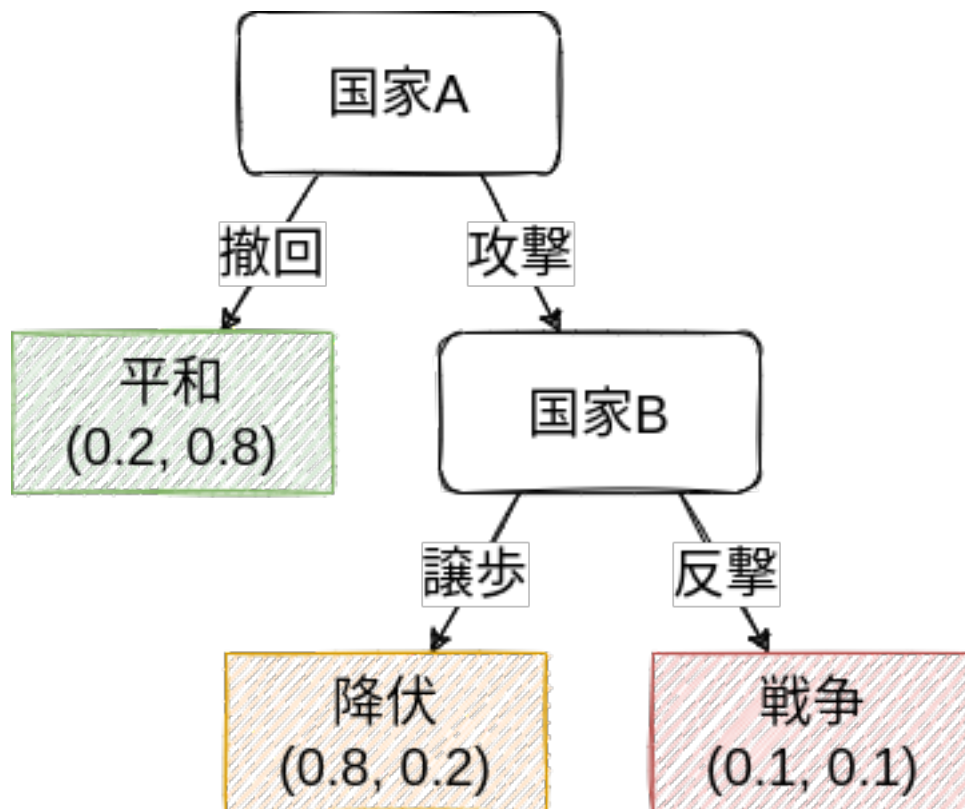 国家A
撤回
攻撃
平和
(0.2, 0.8)
国家B
譲歩
反撃
降伏
(0.8, 0.2)
戦争
(0.1, 0.1)